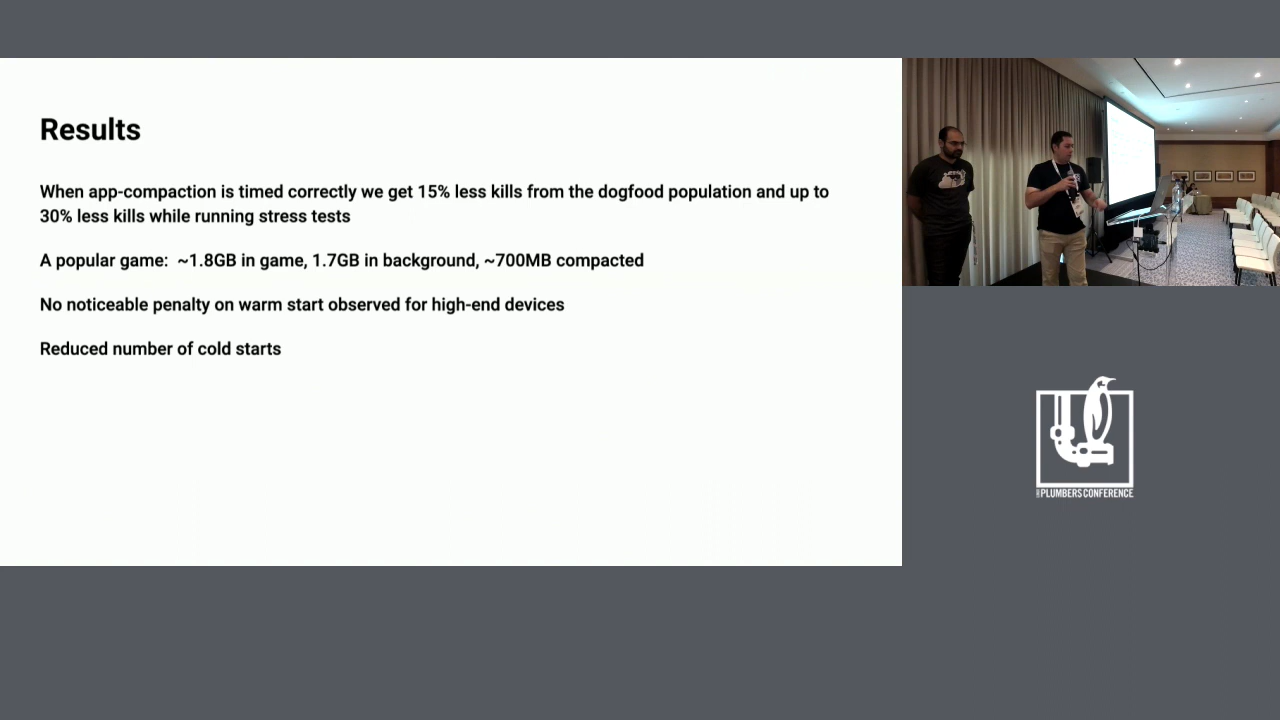 Results
When app-compaction is timed correctly we get 15% less kills from the dogfood population and up to
30% less kills while running stress tests
A popular game: ~1.8GB in game, 1.7GB in background, ~700MB compacted
No noticeable penalty on warm start observed for high-end devices
Reduced number of cold starts
PLUMBERS CONFERENCE